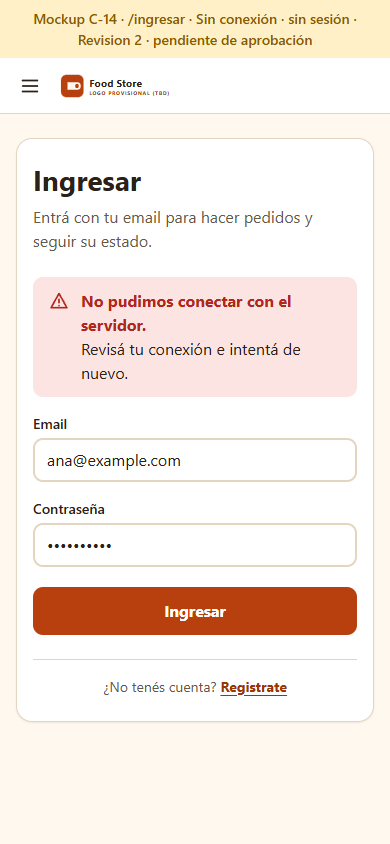 Mockup C-14 · /ingresar · Sin conexión · sin sesión ·
Revision 2 · pendiente de aprobación
Food Store
LOGO PROVISIONAL (TBD)
Ingresar
Entrá con tu email para hacer pedidos y
seguir su estado.
No pudimos conectar con el
servidor.
Revisá tu conexión e intentá de
nuevo.
Email
ana@example.com
Contraseña
••••••••••
Ingresar
¿No tenés cuenta? Registrate